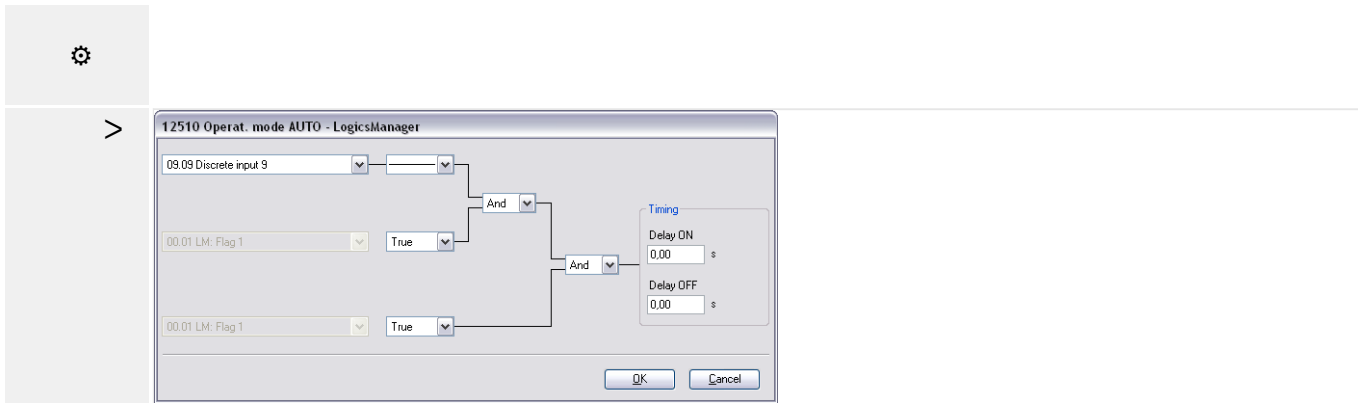 >
12510 Operat. mode AUTO - LogicsManager
09.09 Discrete input 9
And
Timing
Delay ON
00.01 LM: Flag 1 True
0,00 s
And
Delay OFF
0,00 s
00.01 LM: Flag 1 True
OK Cancel